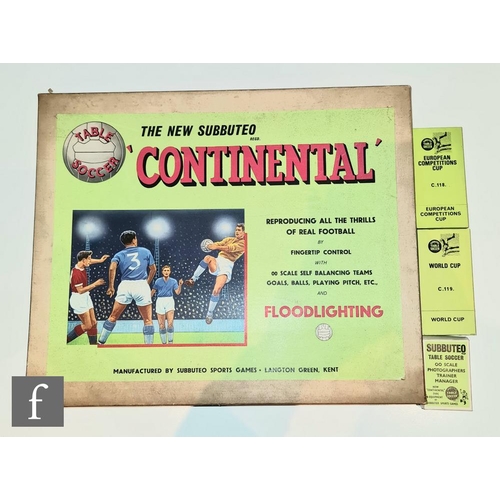 TABLE
SOCCER
THE NEW SUBBUTEO
REGD.
'CONTINENTAL'
REPRODUCING ALL THE THRILLS
OF REAL FOOTBALL
BY
FINGERTIP CONTROL
WITH
00 SCALE SELF BALANCING TEAMS
GOALS, BALLS, PLAYING PITCH, ETC..
AND
FLOODLIGHTING
3
MANUFACTURED BY SUBBUTEO SPORTS GAMES • LANGTON GREEN, KENT
EUROPEAN
COMPETITIONS
CUP
C.118.
EUROPEAN
COMPETITIONS
CUP
WORLD CUP
C.119.
WORLD CUP
SUBBUTEO
TABLE SOCCER
OO SCALE
PHOTOGRAPHERS
TRAINER
MANAGER
f